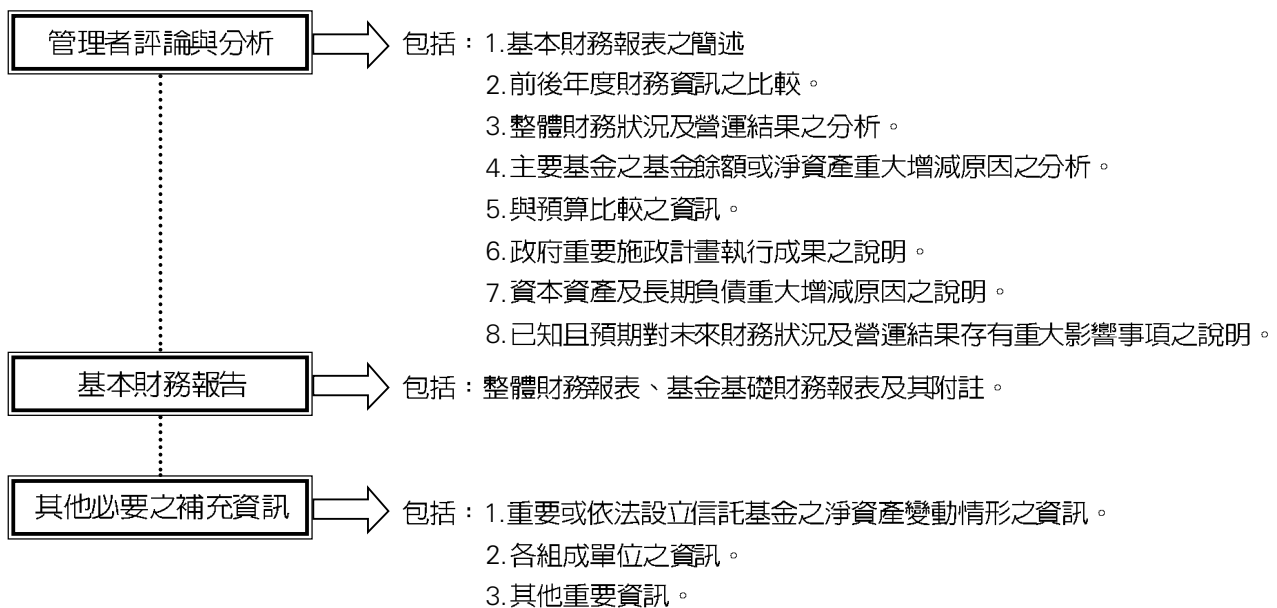 管理者評論與分析 包括：1.基本財務報表之簡述
2.前後年度財務資訊之比較。
3.整體財務狀況及營運結果之分析。
4.主要基金之基金餘額或淨資產重大增減原因之分析。
5.與預算比較之資訊。
6.政府重要施政計畫執行成果之說明。
7.資本資產及長期負債重大增減原因之說明。
8.已知且預期對未來財務狀況及營運結果存有重大影響事項之說明。
基本財務報告 包括：整體財務報表、基金基礎財務報表及其附註。
其他必要之補充資訊 包括：1.重要或依法設立信託基金之淨資產變動情形之資訊。
2.各組成單位之資訊。
3.其他重要資訊。